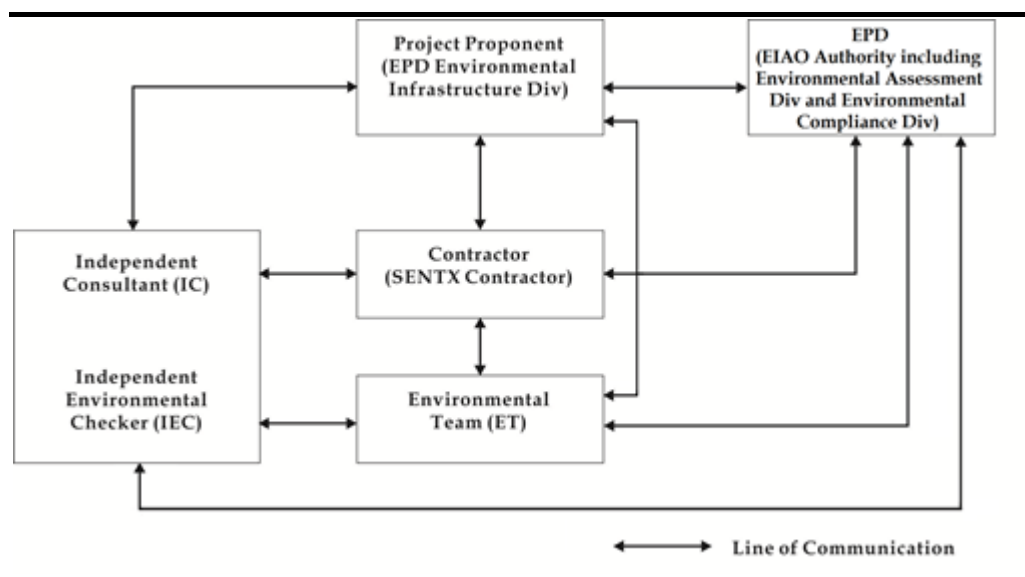 Project Proponent
(EPD Environmental
Infrastructure Div)
EPD
(EIAO Authority including
Environmental Assessment
Div and Environmental
Compliance Div)
Independent
Consultant (IC)
Contractor
(SENTX Contractor)
Independent
Environmental
Checker (IEC)
Environmental
Team (ET)
Line of Communication